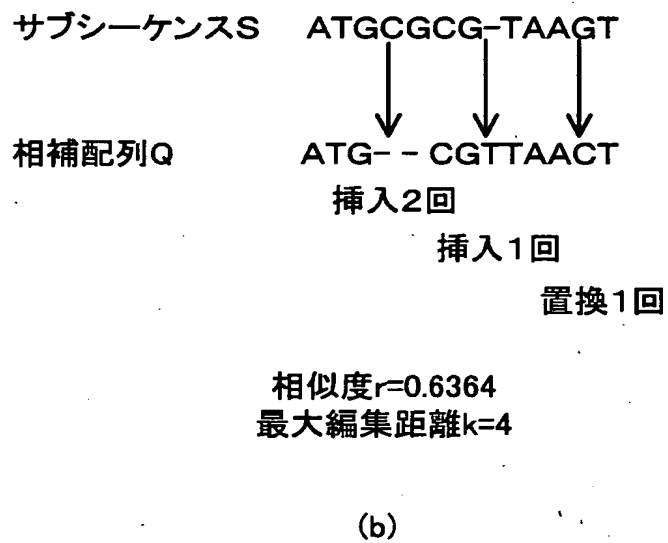 サブシーケンスS ATGCGCG-TAAGT
相補配列Q ATG- - CGTTAACT
挿入2回
挿入1回
置換1回
相似度r=0.6364
最大編集距離k=4
(b)